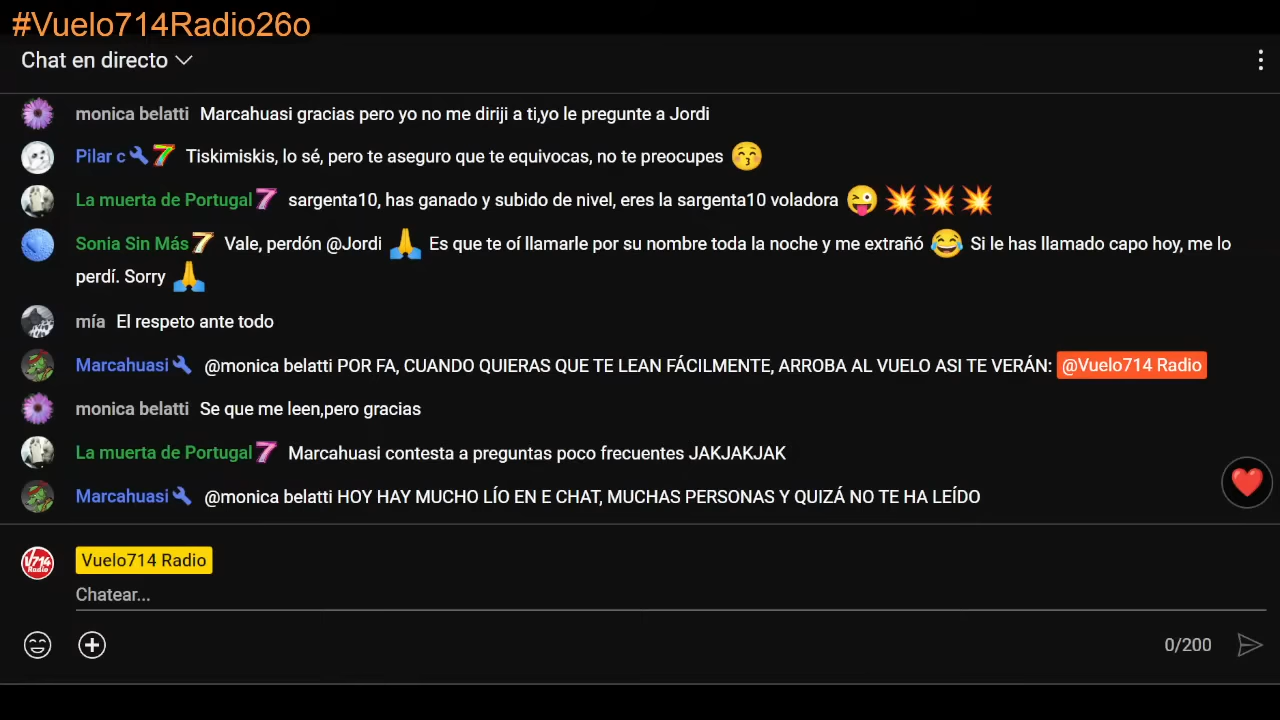 #Vuelo714Radio26o
Chat en directo
monica belatti Marcahuasi gracias pero yo no me diriji a ti,yo le pregunte a Jordi
Pilar c 7 Tiskimiskis, lo sé, pero te aseguro que te equivocas, no te preocupes 😚
La muerta de Portugal 7 sargenta10, has ganado y subido de nivel, eres la sargenta10 voladora 😜💥💥💥
Sonia Sin Más 7 Vale, perdón @Jordi 🙏 Es que te oí llamarle por su nombre toda la noche y me extrañó 😂 Si le has llamado capo hoy, me lo
perdí. Sorry 🙏
mía El respeto ante todo
Marcahuasi @monica belatti POR FA, CUANDO QUIERAS QUE TE LEAN FÁCILMENTE, ARROBA AL VUELO ASI TE VERÁN: @Vuelo714 Radio
monica belatti Se que me leen,pero gracias
La muerta de Portugal 7 Marcahuasi contesta a preguntas poco frecuentes JAKJAKJAK
Marcahuasi @monica belatti HOY HAY MUCHO LÍO EN E CHAT, MUCHAS PERSONAS Y QUIZÁ NO TE HA LEÍDO
V714 Radio
Vuelo714 Radio
Chatear...
0/200